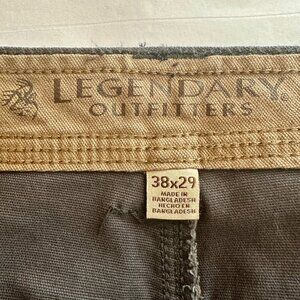 LEGENDARY®
OUTFITTERS
38x29
MADE IN
BANGLADESH
HECHO EN
BANGLADESH